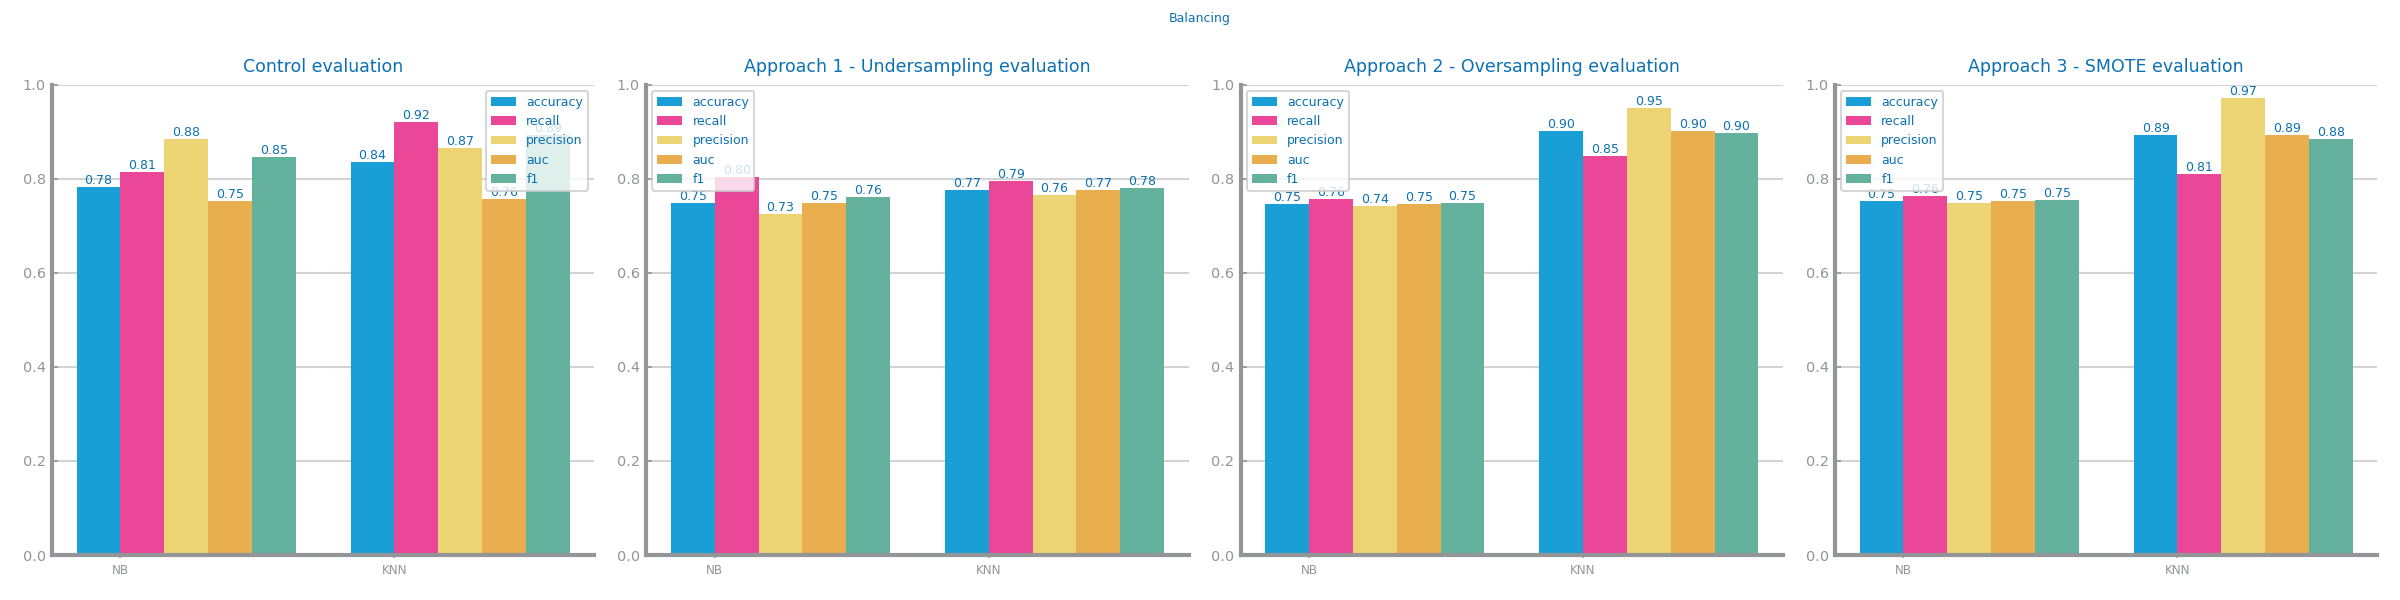 Balancing
Control evaluation
1.0
0.8
0.6
0.4
0.2
0.0
accuracy
recall
precision
auc
f1
0.78
0.81
0.88
0.75
0.85
0.84
0.92
0.87
0.76
0.89
NB
KNN
Approach 1 - Undersampling evaluation
1.0
0.8
0.6
0.4
0.2
0.0
accuracy
recall
precision
auc
f1
0.75
0.80
0.73
0.75
0.76
0.77
0.79
0.76
0.77
0.78
NB
KNN
Approach 2 - Oversampling evaluation
1.0
0.8
0.6
0.4
0.2
0.0
accuracy
recall
precision
auc
f1
0.75
0.76
0.74
0.75
0.75
0.90
0.85
0.95
0.90
0.90
NB
KNN
Approach 3 - SMOTE evaluation
1.0
0.8
0.6
0.4
0.2
0.0
accuracy
recall
precision
auc
f1
0.75
0.76
0.75
0.75
0.75
0.89
0.81
0.97
0.89
0.88
NB
KNN